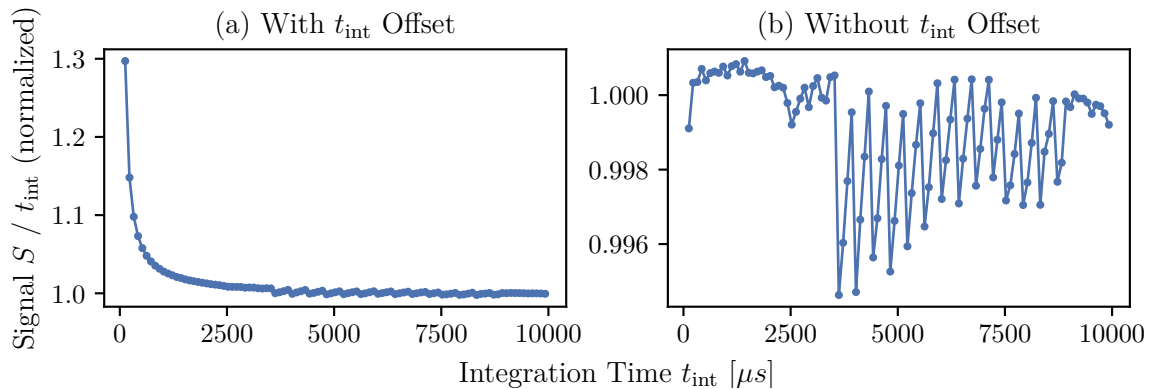 (a) With t_int Offset
(b) Without t_int Offset
Signal S / t_int (normalized)
1.3
1.2
1.1
1.0
0 2500 5000 7500 10000
1.000
0.998
0.996
0 2500 5000 7500 10000
Integration Time t_int [μs]